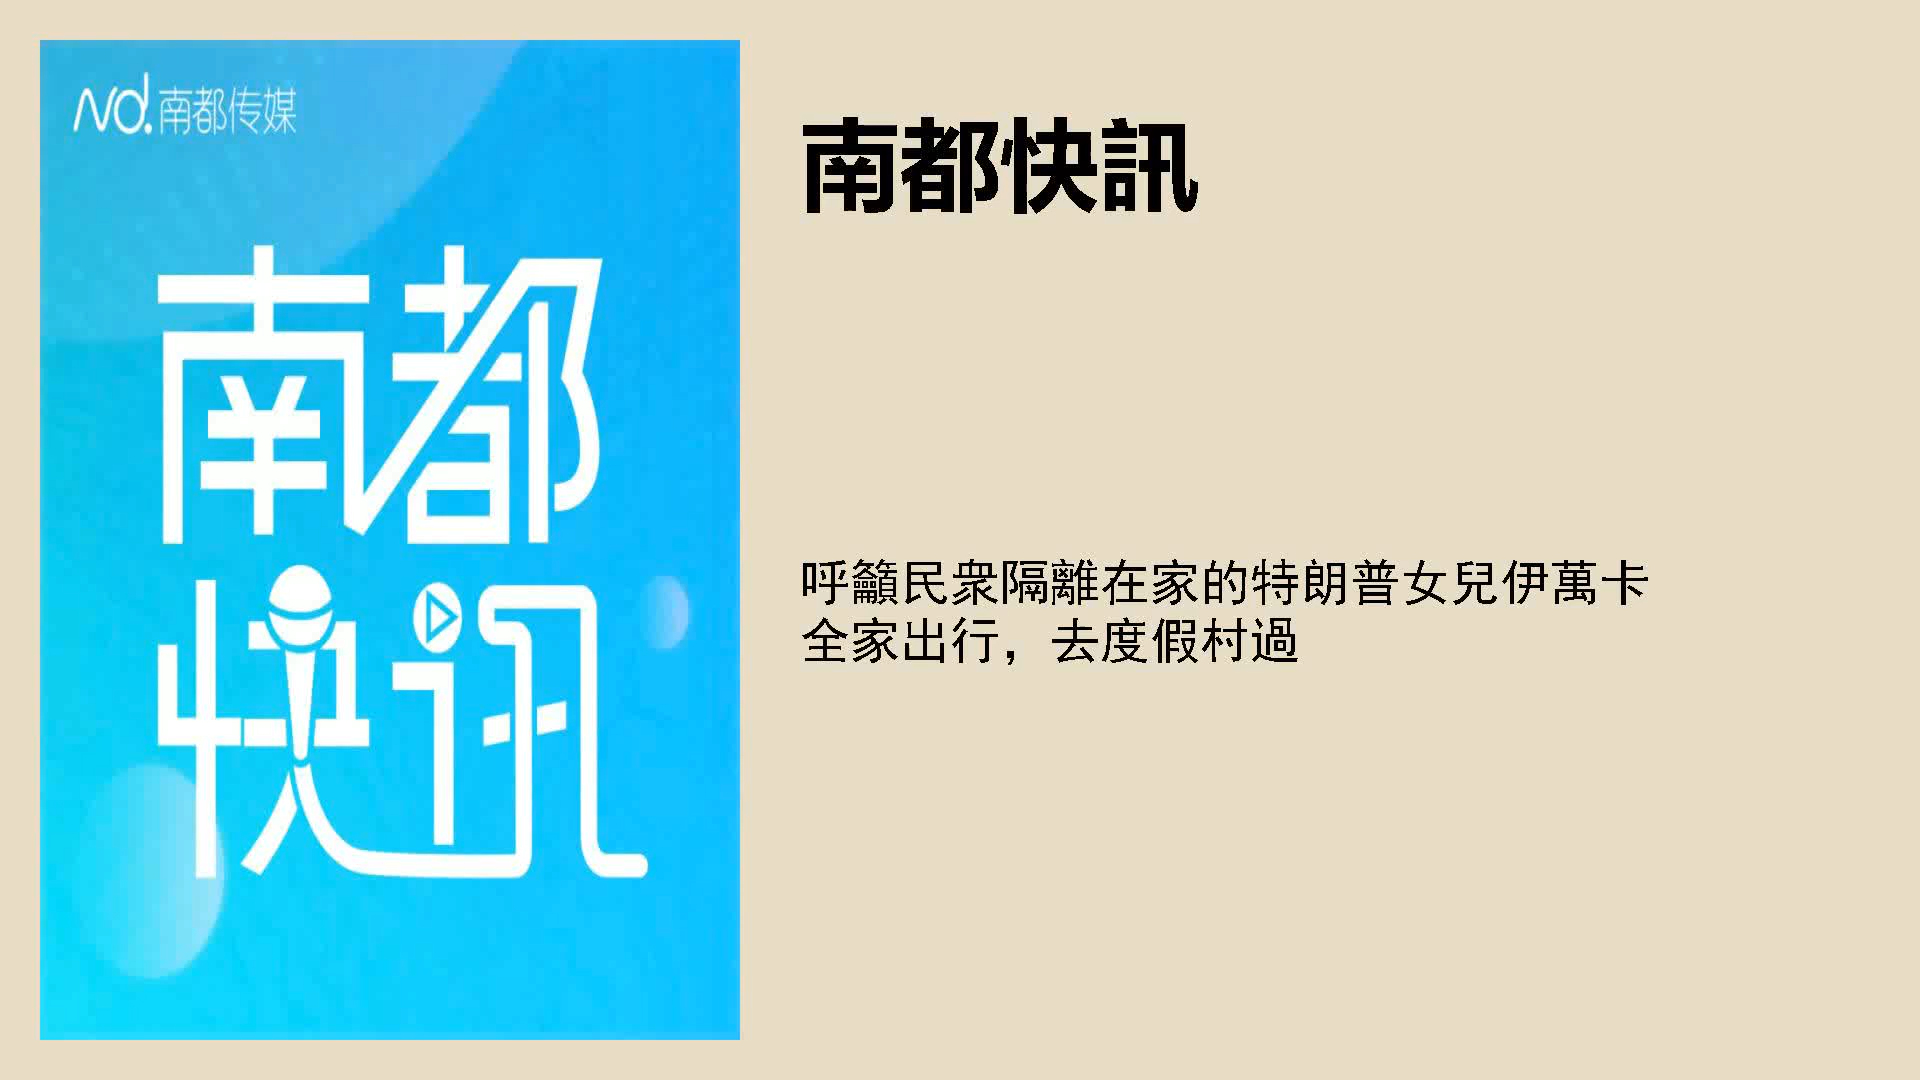 Nd.南都传媒
南都
快讯
南都快訊
呼籲民衆隔離在家的特朗普女兒伊萬卡
全家出行，去度假村過